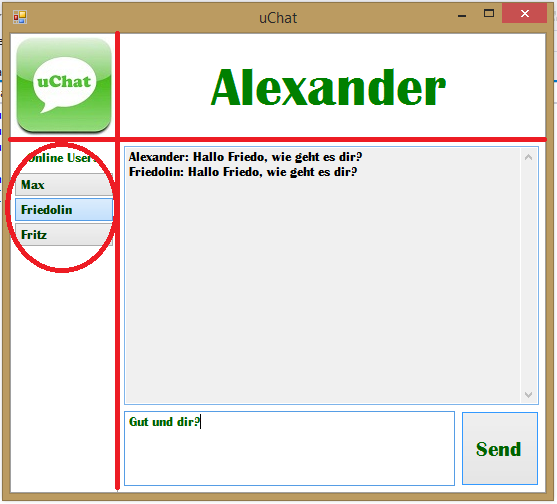 uChat
uChat
Alexander
Online User
Max
Friedolin
Fritz
Alexander: Hallo Friedo, wie geht es dir?
Friedolin: Hallo Friedo, wie geht es dir?
Gut und dir?
Send